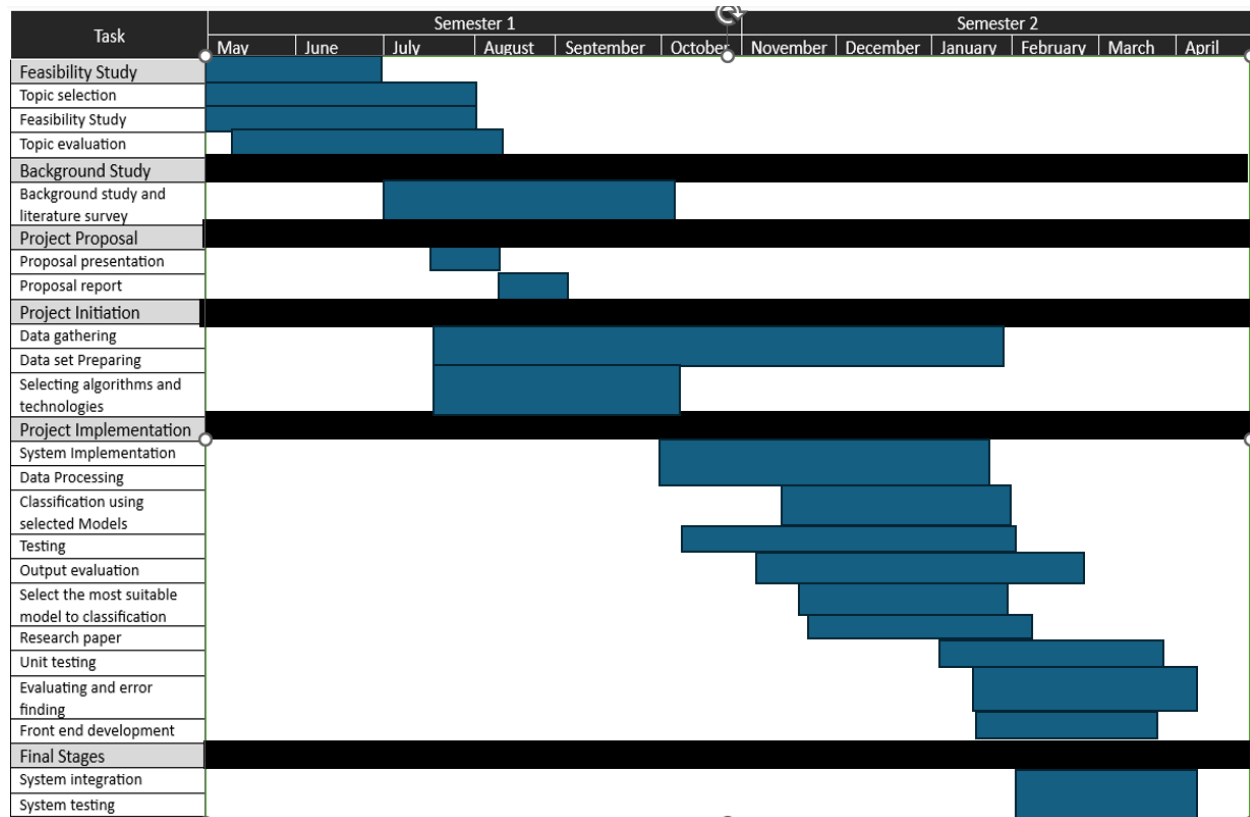 Task
Semester 1
Semester 2
May June July August September October November December January February March April
Feasibility Study
Topic selection
Feasibility Study
Topic evaluation
Background Study
Background study and
literature survey
Project Proposal
Proposal presentation
Proposal report
Project Initiation
Data gathering
Data set Preparing
Selecting algorithms and
technologies
Project Implementation
System Implementation
Data Processing
Classification using
selected Models
Testing
Output evaluation
Select the most suitable
model to classification
Research paper
Unit testing
Evaluating and error
finding
Front end development
Final Stages
System integration
System testing